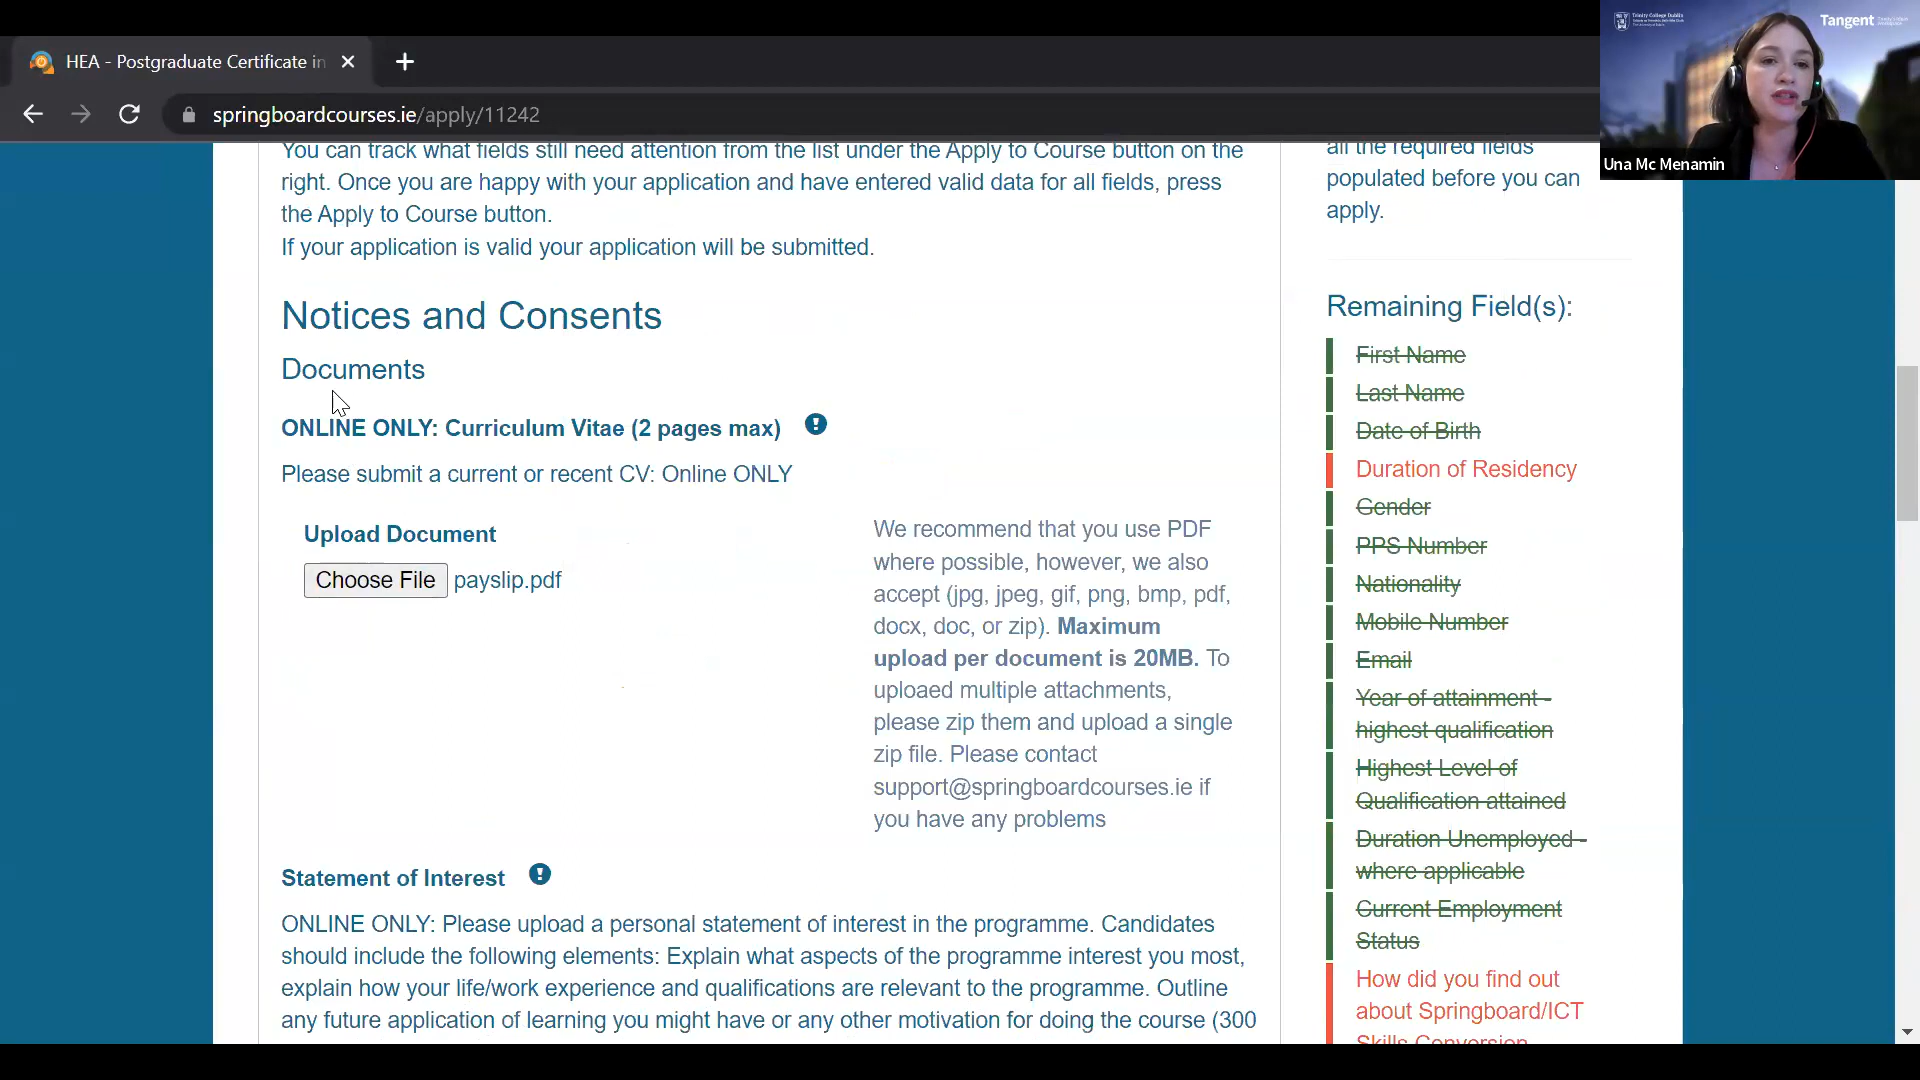 HEA - Postgraduate Certificate in
springboardcourses.ie/apply/11242
Trinity College Dublin
Tangent
Una Mc Menamin
You can track what fields still need attention from the list under the Apply to Course button on the
right. Once you are happy with your application and have entered valid data for all fields, press
the Apply to Course button.
If your application is valid your application will be submitted.
Notices and Consents
Documents
ONLINE ONLY: Curriculum Vitae (2 pages max)
Please submit a current or recent CV: Online ONLY
Upload Document
Choose File payslip.pdf
We recommend that you use PDF
where possible, however, we also
accept (jpg, jpeg, gif, png, bmp, pdf,
docx, doc, or zip). Maximum
upload per document is 20MB. To
uploaed multiple attachments,
please zip them and upload a single
zip file. Please contact
support@springboardcourses.ie if
you have any problems
Statement of Interest
ONLINE ONLY: Please upload a personal statement of interest in the programme. Candidates
should include the following elements: Explain what aspects of the programme interest you most,
explain how your life/work experience and qualifications are relevant to the programme. Outline
any future application of learning you might have or any other motivation for doing the course (300
all the required fields
populated before you can
apply.
Remaining Field(s):
First Name
Last Name
Date of Birth
Duration of Residency
Gender
PPS Number
Nationality
Mobile Number
Email
Year of attainment -
highest qualification
Highest Level of
Qualification attained
Duration Unemployed -
where applicable
Current Employment
Status
How did you find out
about Springboard/ICT
Skills Conversion